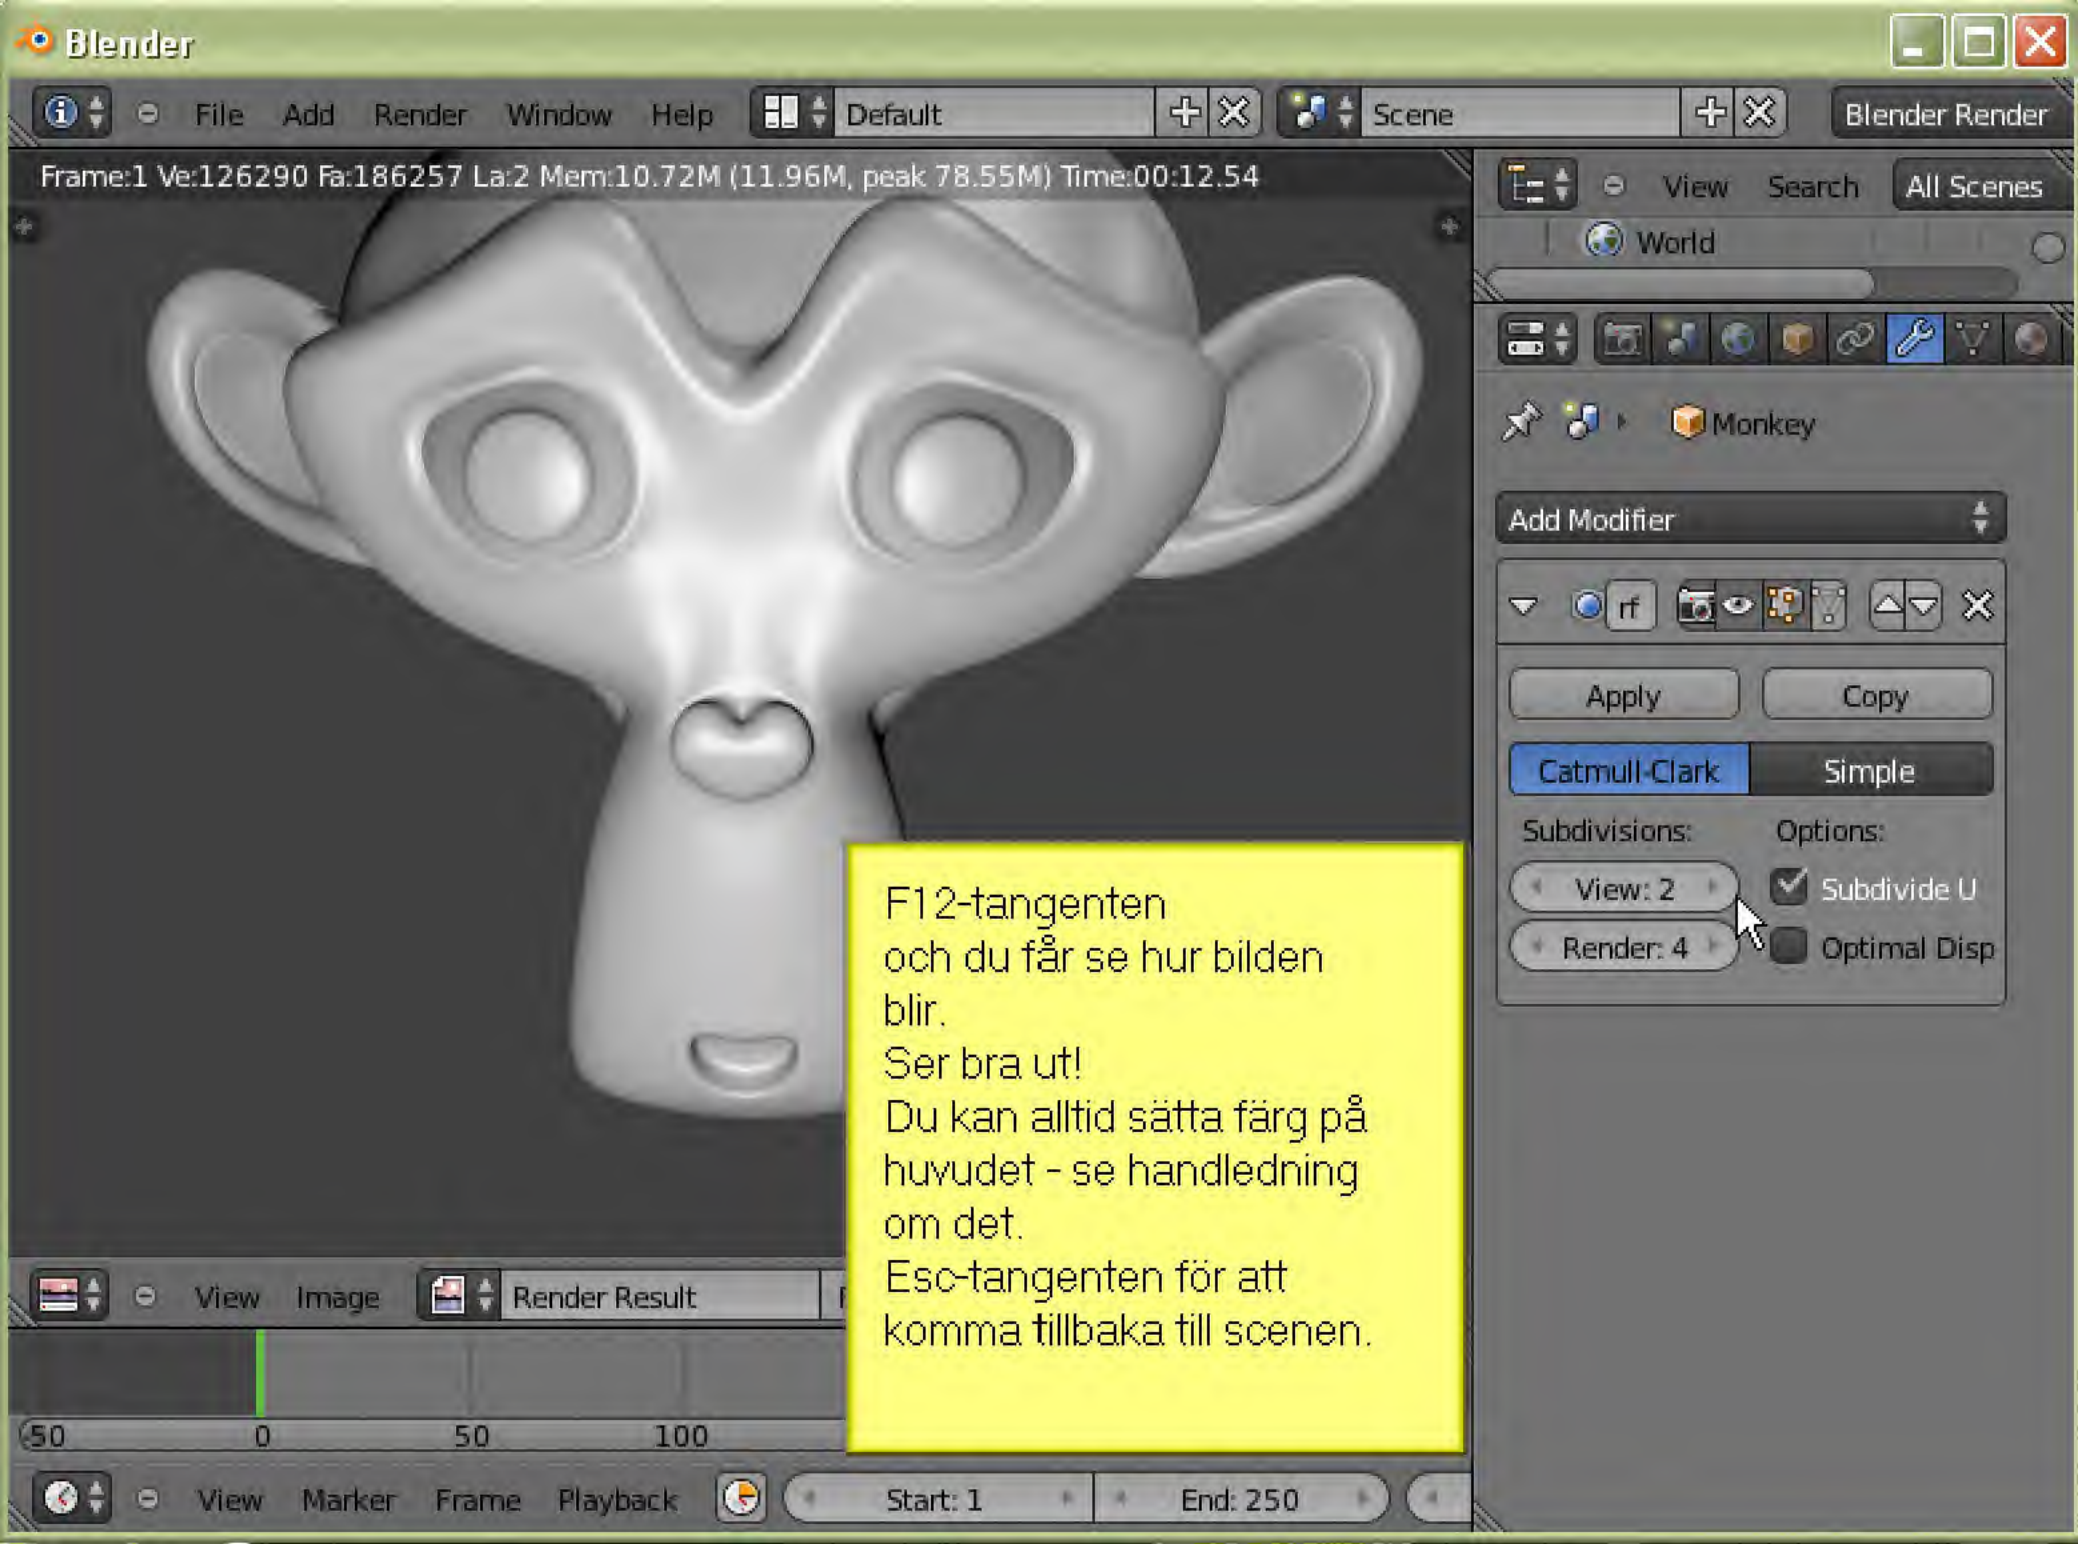 Blender
File Add Render Window Help Default Scene Blender Render
Frame:1 Ve:126290 Fa:186257 La:2 Mem:10.72M (11.96M, peak 78.55M) Time:00:12.54
View Search All Scenes
World
Monkey
Add Modifier
rf
Apply Copy
Catmull-Clark Simple
Subdivisions: Options:
View: 2 Subdivide U
Render: 4 Optimal Disp
F12-tangenten
och du får se hur bilden
blir.
Ser bra ut!
Du kan alltid sätta färg på
huvudet - se handledning
om det.
Esc-tangenten för att
komma tillbaka till scenen.
View Image Render Result
-50 0 50 100
View Marker Frame Playback Start: 1 End: 250